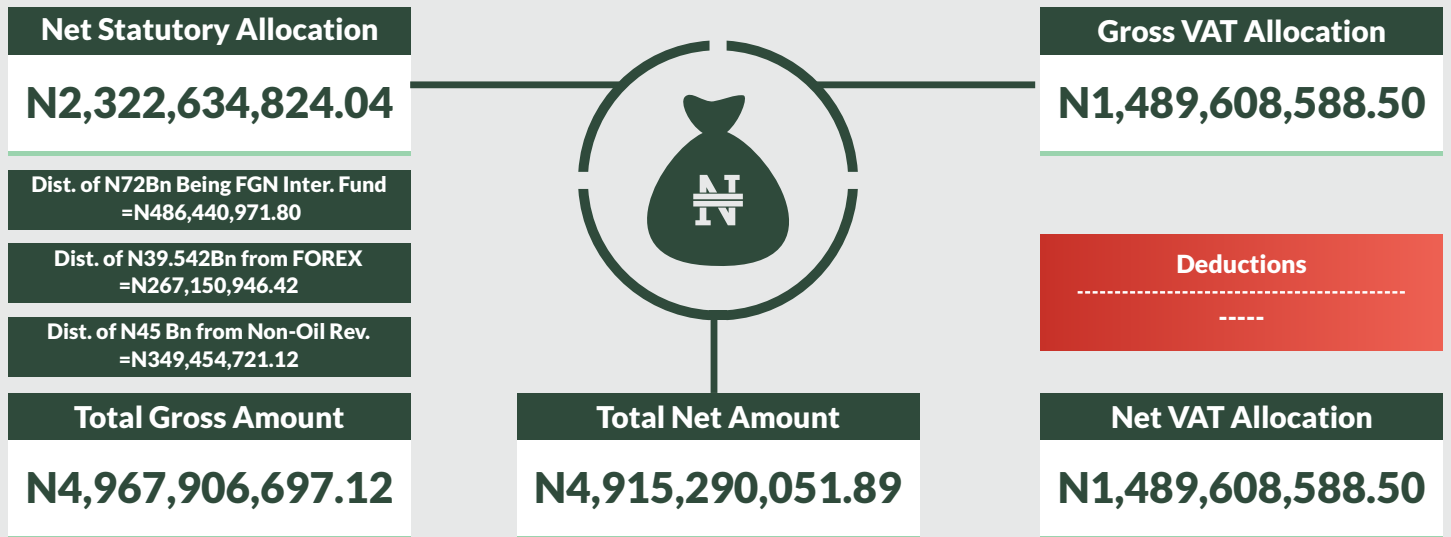 Net Statutory Allocation
N2,322,634,824.04
Dist. of N72Bn Being FGN Inter. Fund
=N486,440,971.80
Dist. of N39.542Bn from FOREX
=N267,150,946.42
Dist. of N45 Bn from Non-Oil Rev.
=N349,454,721.12
Total Gross Amount
N4,967,906,697.12
₦
Total Net Amount
N4,915,290,051.89
Gross VAT Allocation
N1,489,608,588.50
Deductions
--------------------------------------------
-----
Net VAT Allocation
N1,489,608,588.50